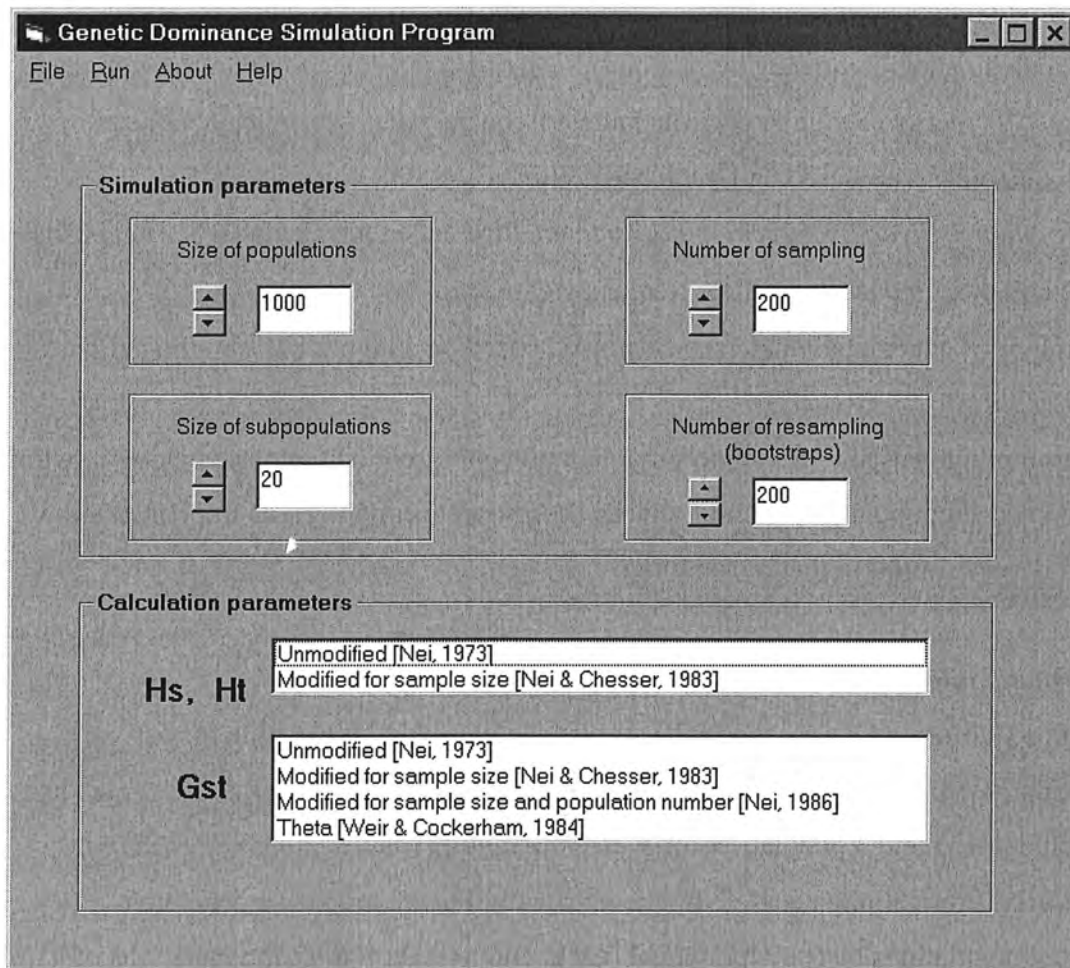 Genetic Dominance Simulation Program
File Run About Help
Simulation parameters
Size of populations
1000
Number of sampling
200
Size of subpopulations
20
Number of resampling
(bootstraps)
200
Calculation parameters
Hs, Ht
Unmodified [Nei, 1973]
Modified for sample size [Nei & Chesser, 1983]
Gst
Unmodified [Nei, 1973]
Modified for sample size [Nei & Chesser, 1983]
Modified for sample size and population number [Nei, 1986]
Theta [Weir & Cockerham, 1984]